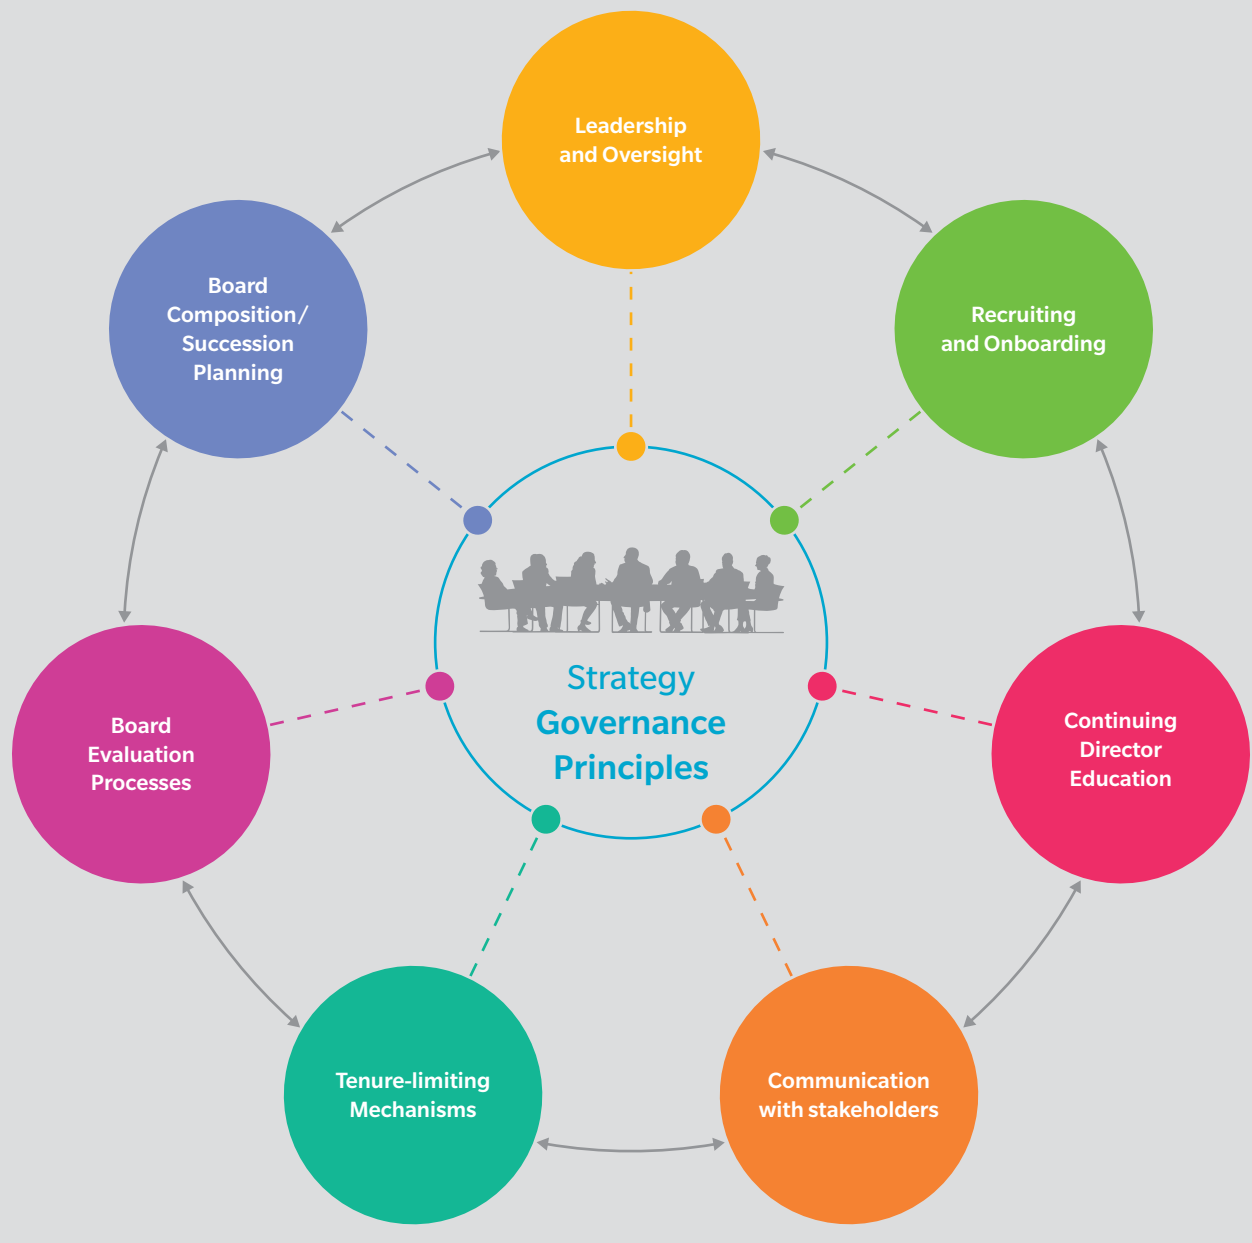 Leadership
and Oversight
Board
Composition/
Succession
Planning
Recruiting
and Onboarding
Strategy
Governance
Principles
Board
Evaluation
Processes
Continuing
Director
Education
Tenure-limiting
Mechanisms
Communication
with stakeholders